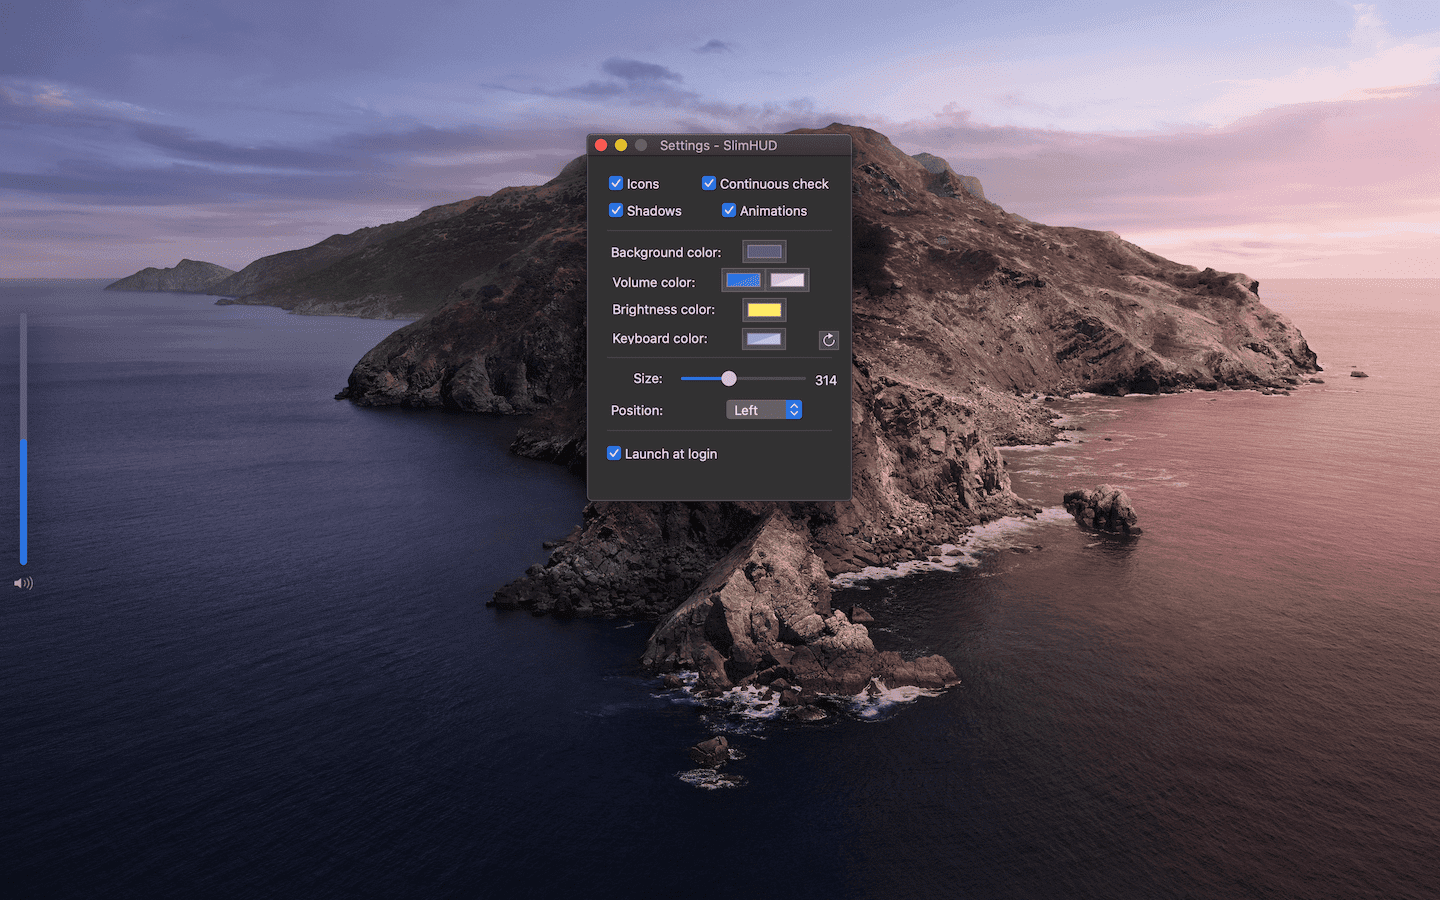 Settings - SlimHUD
Icons
Continuous check
Shadows
Animations
Background color:
Volume color:
Brightness color:
Keyboard color:
Size:
314
Position:
Left
Launch at login